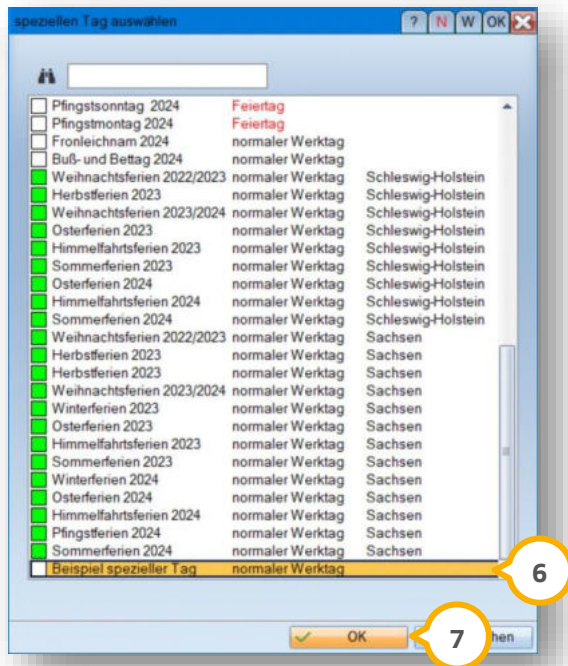 speziellen Tag auswählen ? N W OK
Pfingstsonntag 2024 Feiertag
Pfingstmontag 2024 Feiertag
Fronleichnam 2024 normaler Werktag
Buß- und Bettag 2024 normaler Werktag
Weihnachtsferien 2022/2023 normaler Werktag Schleswig-Holstein
Herbstferien 2023 normaler Werktag Schleswig-Holstein
Weihnachtsferien 2023/2024 normaler Werktag Schleswig-Holstein
Osterferien 2023 normaler Werktag Schleswig-Holstein
Himmelfahrtsferien 2023 normaler Werktag Schleswig-Holstein
Sommerferien 2023 normaler Werktag Schleswig-Holstein
Osterferien 2024 normaler Werktag Schleswig-Holstein
Himmelfahrtsferien 2024 normaler Werktag Schleswig-Holstein
Sommerferien 2024 normaler Werktag Schleswig-Holstein
Weihnachtsferien 2022/2023 normaler Werktag Sachsen
Herbstferien 2023 normaler Werktag Sachsen
Herbstferien 2023 normaler Werktag Sachsen
Weihnachtsferien 2023/2024 normaler Werktag Sachsen
Winterferien 2023 normaler Werktag Sachsen
Osterferien 2023 normaler Werktag Sachsen
Himmelfahrtsferien 2023 normaler Werktag Sachsen
Sommerferien 2023 normaler Werktag Sachsen
Winterferien 2024 normaler Werktag Sachsen
Osterferien 2024 normaler Werktag Sachsen
Himmelfahrtsferien 2024 normaler Werktag Sachsen
Pfingstferien 2024 normaler Werktag Sachsen
Sommerferien 2024 normaler Werktag Sachsen
Beispiel spezieller Tag normaler Werktag 6
OK 7 hen